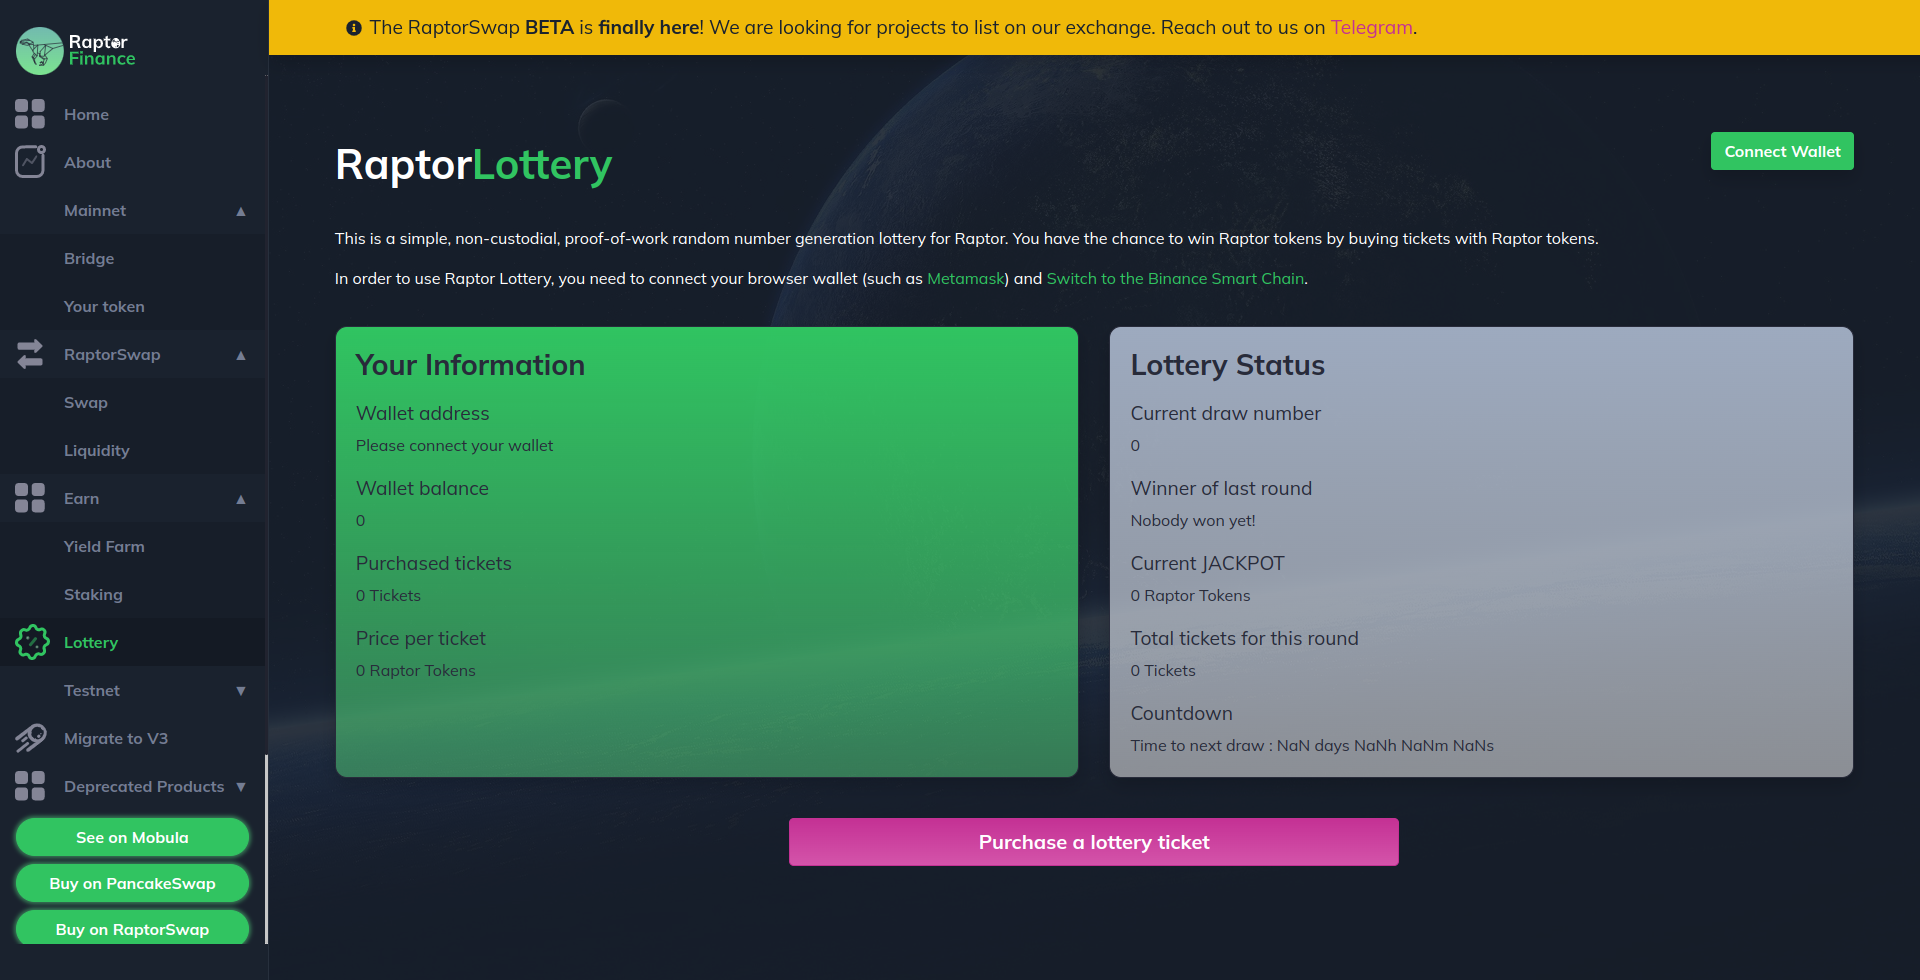 Raptor
Finance
Home
About
Mainnet ▲
Bridge
Your token
RaptorSwap ▲
Swap
Liquidity
Earn ▲
Yield Farm
Staking
Lottery
Testnet ▼
Migrate to V3
Deprecated Products ▼
See on Mobula
Buy on PancakeSwap
Buy on RaptorSwap
The RaptorSwap BETA is finally here! We are looking for projects to list on our exchange. Reach out to us on Telegram.
RaptorLottery
Connect Wallet
This is a simple, non-custodial, proof-of-work random number generation lottery for Raptor. You have the chance to win Raptor tokens by buying tickets with Raptor tokens.
In order to use Raptor Lottery, you need to connect your browser wallet (such as Metamask) and Switch to the Binance Smart Chain.
Your Information
Wallet address
Please connect your wallet
Wallet balance
0
Purchased tickets
0 Tickets
Price per ticket
0 Raptor Tokens
Lottery Status
Current draw number
0
Winner of last round
Nobody won yet!
Current JACKPOT
0 Raptor Tokens
Total tickets for this round
0 Tickets
Countdown
Time to next draw : NaN days NaNh NaNm NaNs
Purchase a lottery ticket